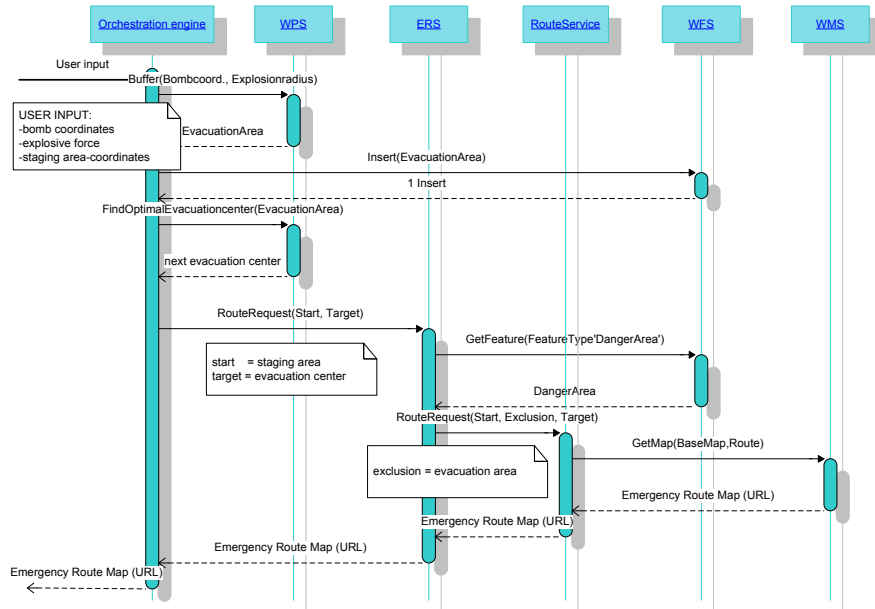 Orchestration engine
WPS
ERS
RouteService
WFS
WMS
User input
Buffer(Bombcoord., Explosionradius)
USER INPUT:
-bomb coordinates
-explosive force
-staging area-coordinates
EvacuationArea
Insert(EvacuationArea)
1 Insert
FindOptimalEvacuationcenter(EvacuationArea)
next evacuation center
RouteRequest(Start, Target)
GetFeature(FeatureType'DangerArea')
start = staging area
target = evacuation center
DangerArea
RouteRequest(Start, Exclusion, Target)
GetMap(BaseMap,Route)
exclusion = evacuation area
Emergency Route Map (URL)
Emergency Route Map (URL)
Emergency Route Map (URL)
Emergency Route Map (URL)